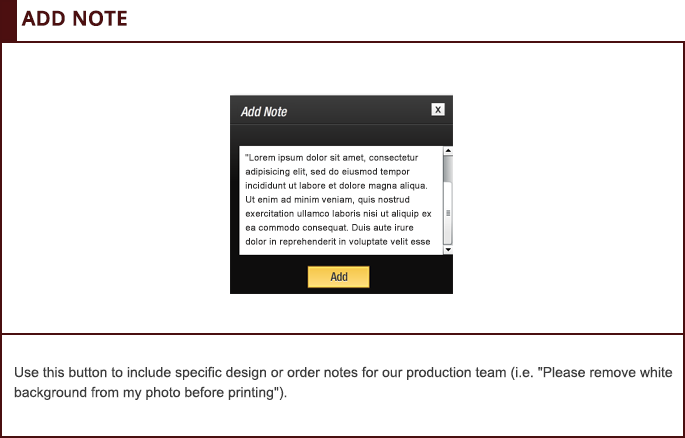 ADD NOTE
Add Note
X
"Lorem ipsum dolor sit amet, consectetur
adipisicing elit, sed do eiusmod tempor
incididunt ut labore et dolore magna aliqua.
Ut enim ad minim veniam, quis nostrud
exercitation ullamco laboris nisi ut aliquip ex
ea commodo consequat. Duis aute irure
dolor in reprehenderit in voluptate velit esse
Add
Use this button to include specific design or order notes for our production team (i.e. "Please remove white
background from my photo before printing").